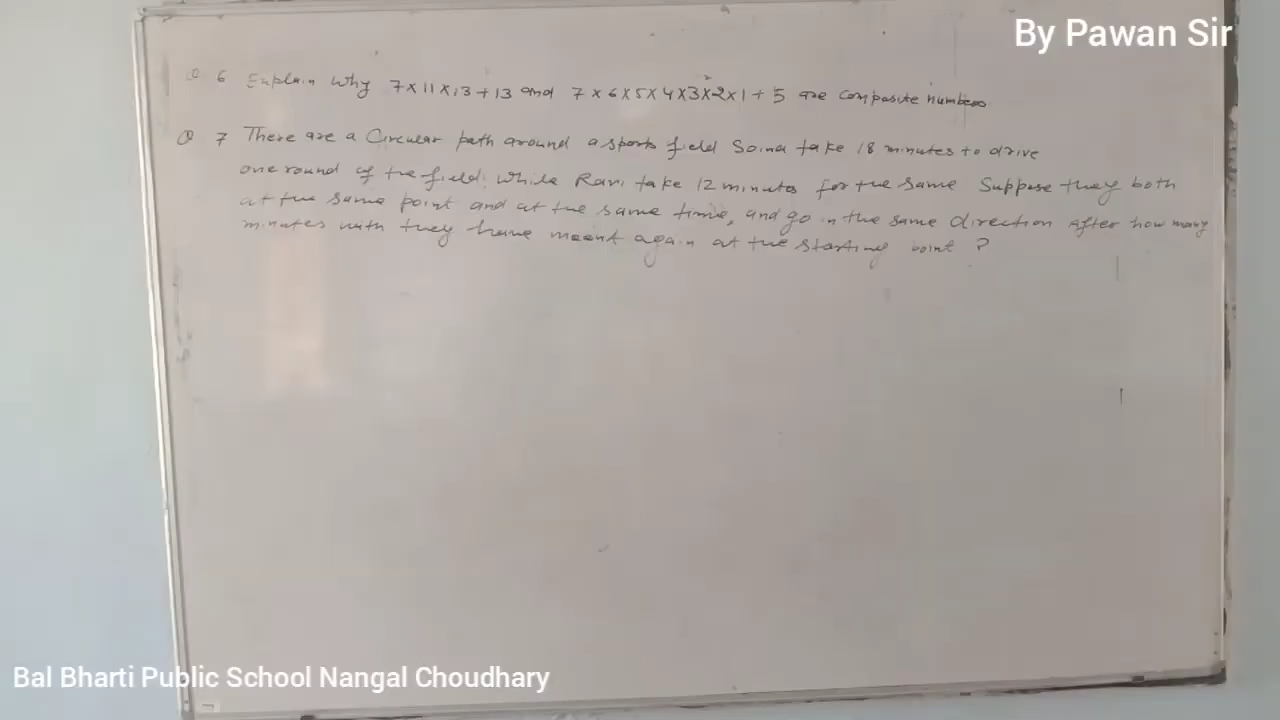 By Pawan Sir
Q 6 Explain why 7×11×13+13 and 7×6×5×4×3×2×1+5 are composite numbers.
Q 7 There are a Circular path around a sports field Soina take 18 minutes to drive
one round of the field, while Ravi take 12 minutes for the same Suppose they both
at the same point and at the same time, and go in the same direction After how many
minutes with they have meent again at the starting point ?
Bal Bharti Public School Nangal Choudhary